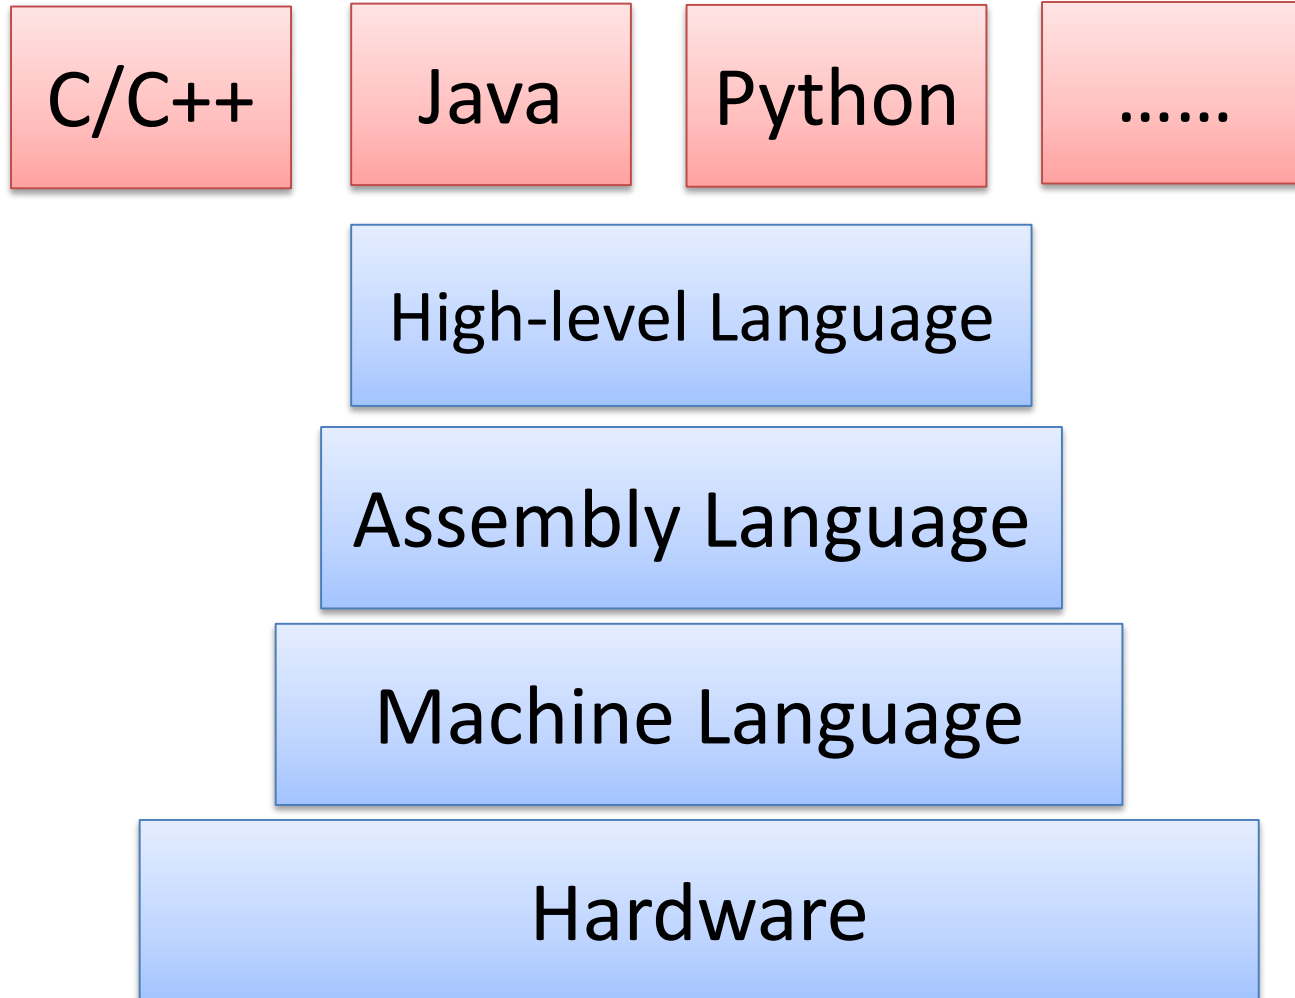 C/C++
Java
Python
......
High-level Language
Assembly Language
Machine Language
Hardware